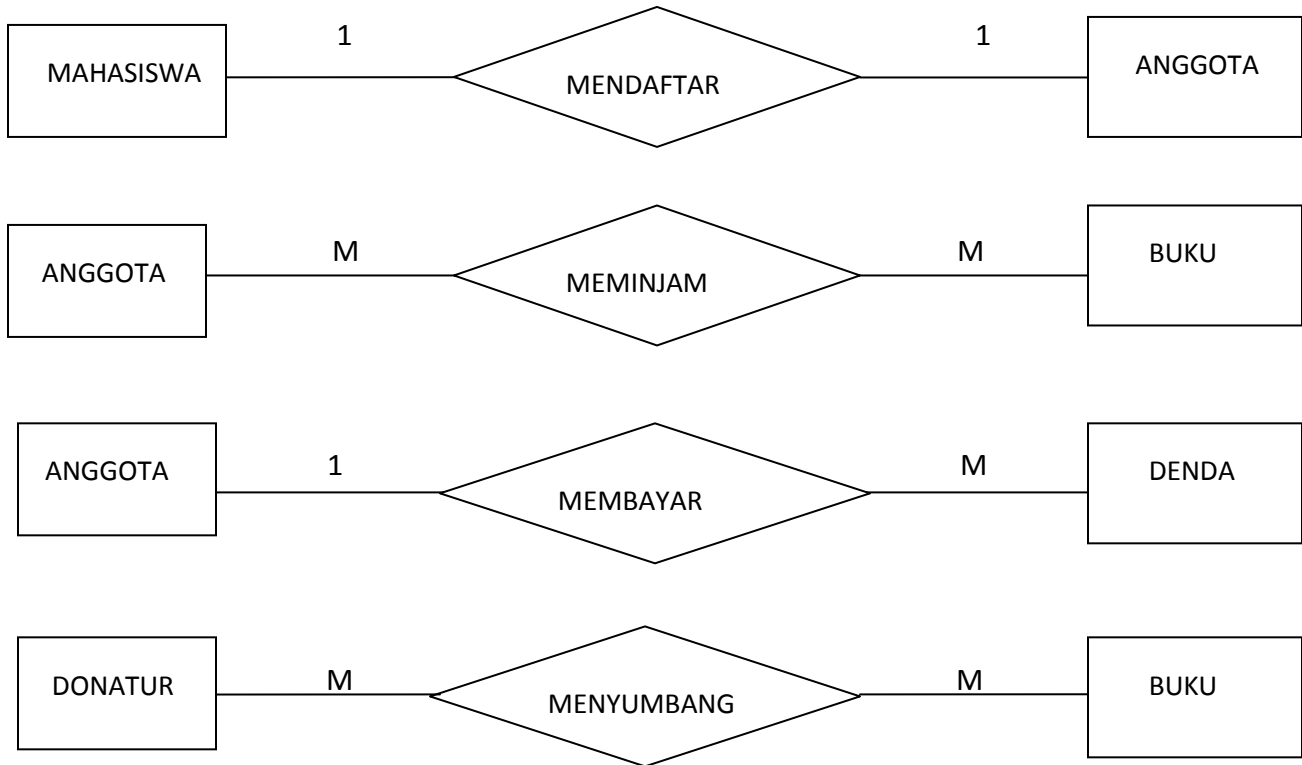 1 1
MAHASISWA MENDAFTAR ANGGOTA
M M
ANGGOTA MEMINJAM BUKU
1 M
ANGGOTA MEMBAYAR DENDA
M M
DONATUR MENYUMBANG BUKU